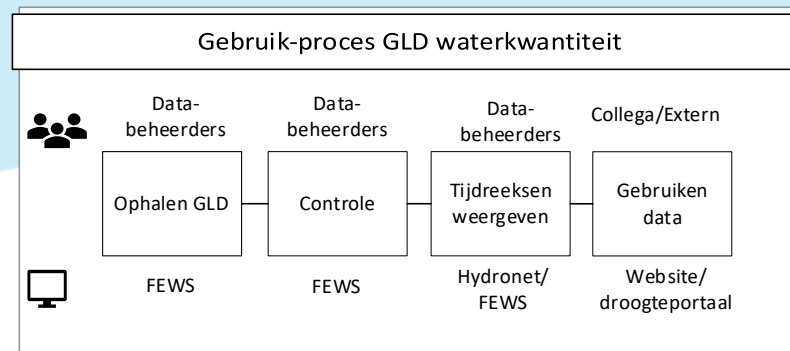 Gebruik-proces GLD waterkwantiteit
Data-
beheerders
Data-
beheerders
Data-
beheerders
Collega/Extern
Ophalen GLD
Controle
Tijdreeksen
weergeven
Gebruiken
data
FEWS
FEWS
Hydronet/
FEWS
Website/
droogteportaal